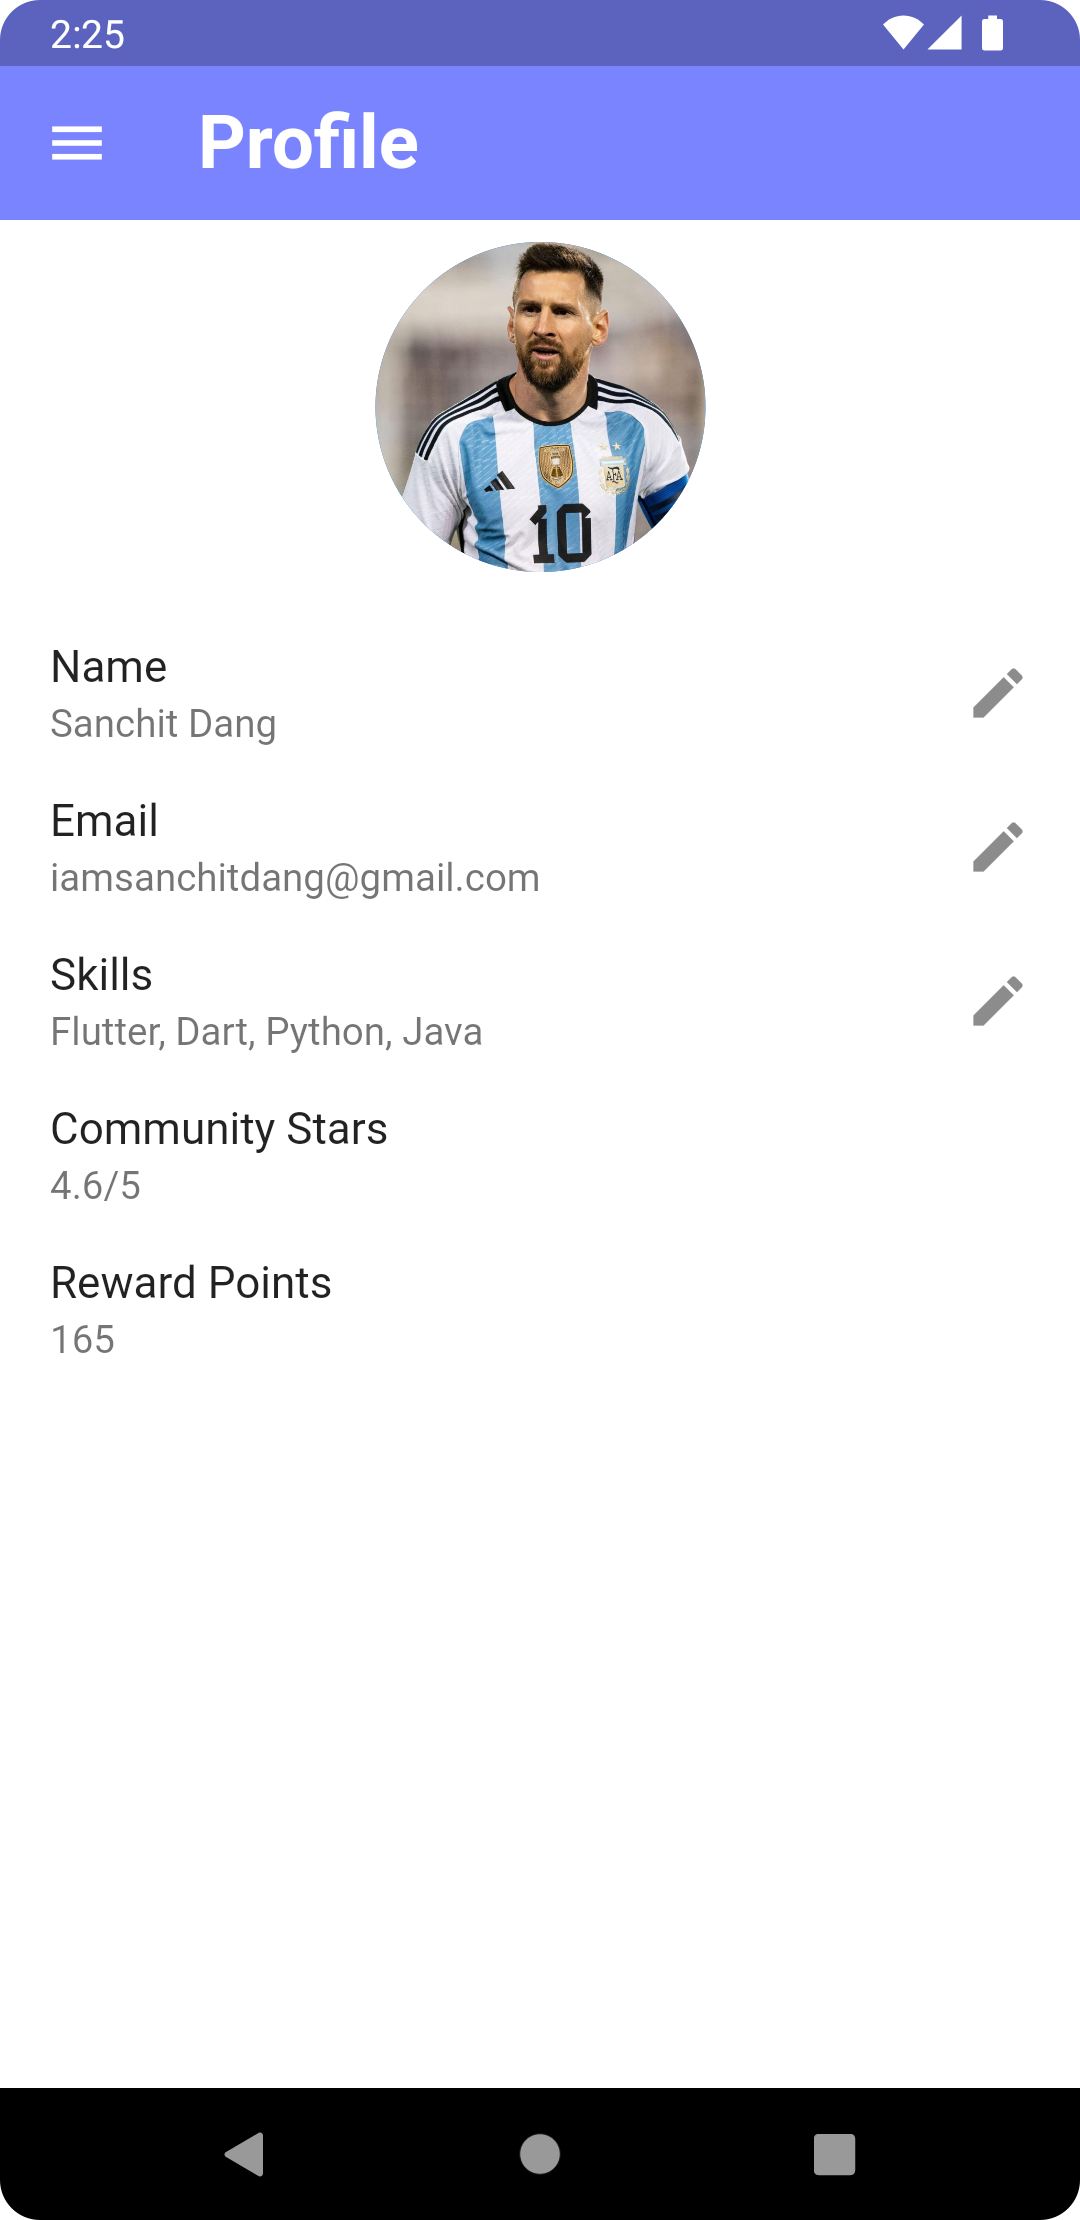 2:25
Profile
AFA
10
Name
Sanchit Dang
Email
iamsanchitdang@gmail.com
Skills
Flutter, Dart, Python, Java
Community Stars
4.6/5
Reward Points
165